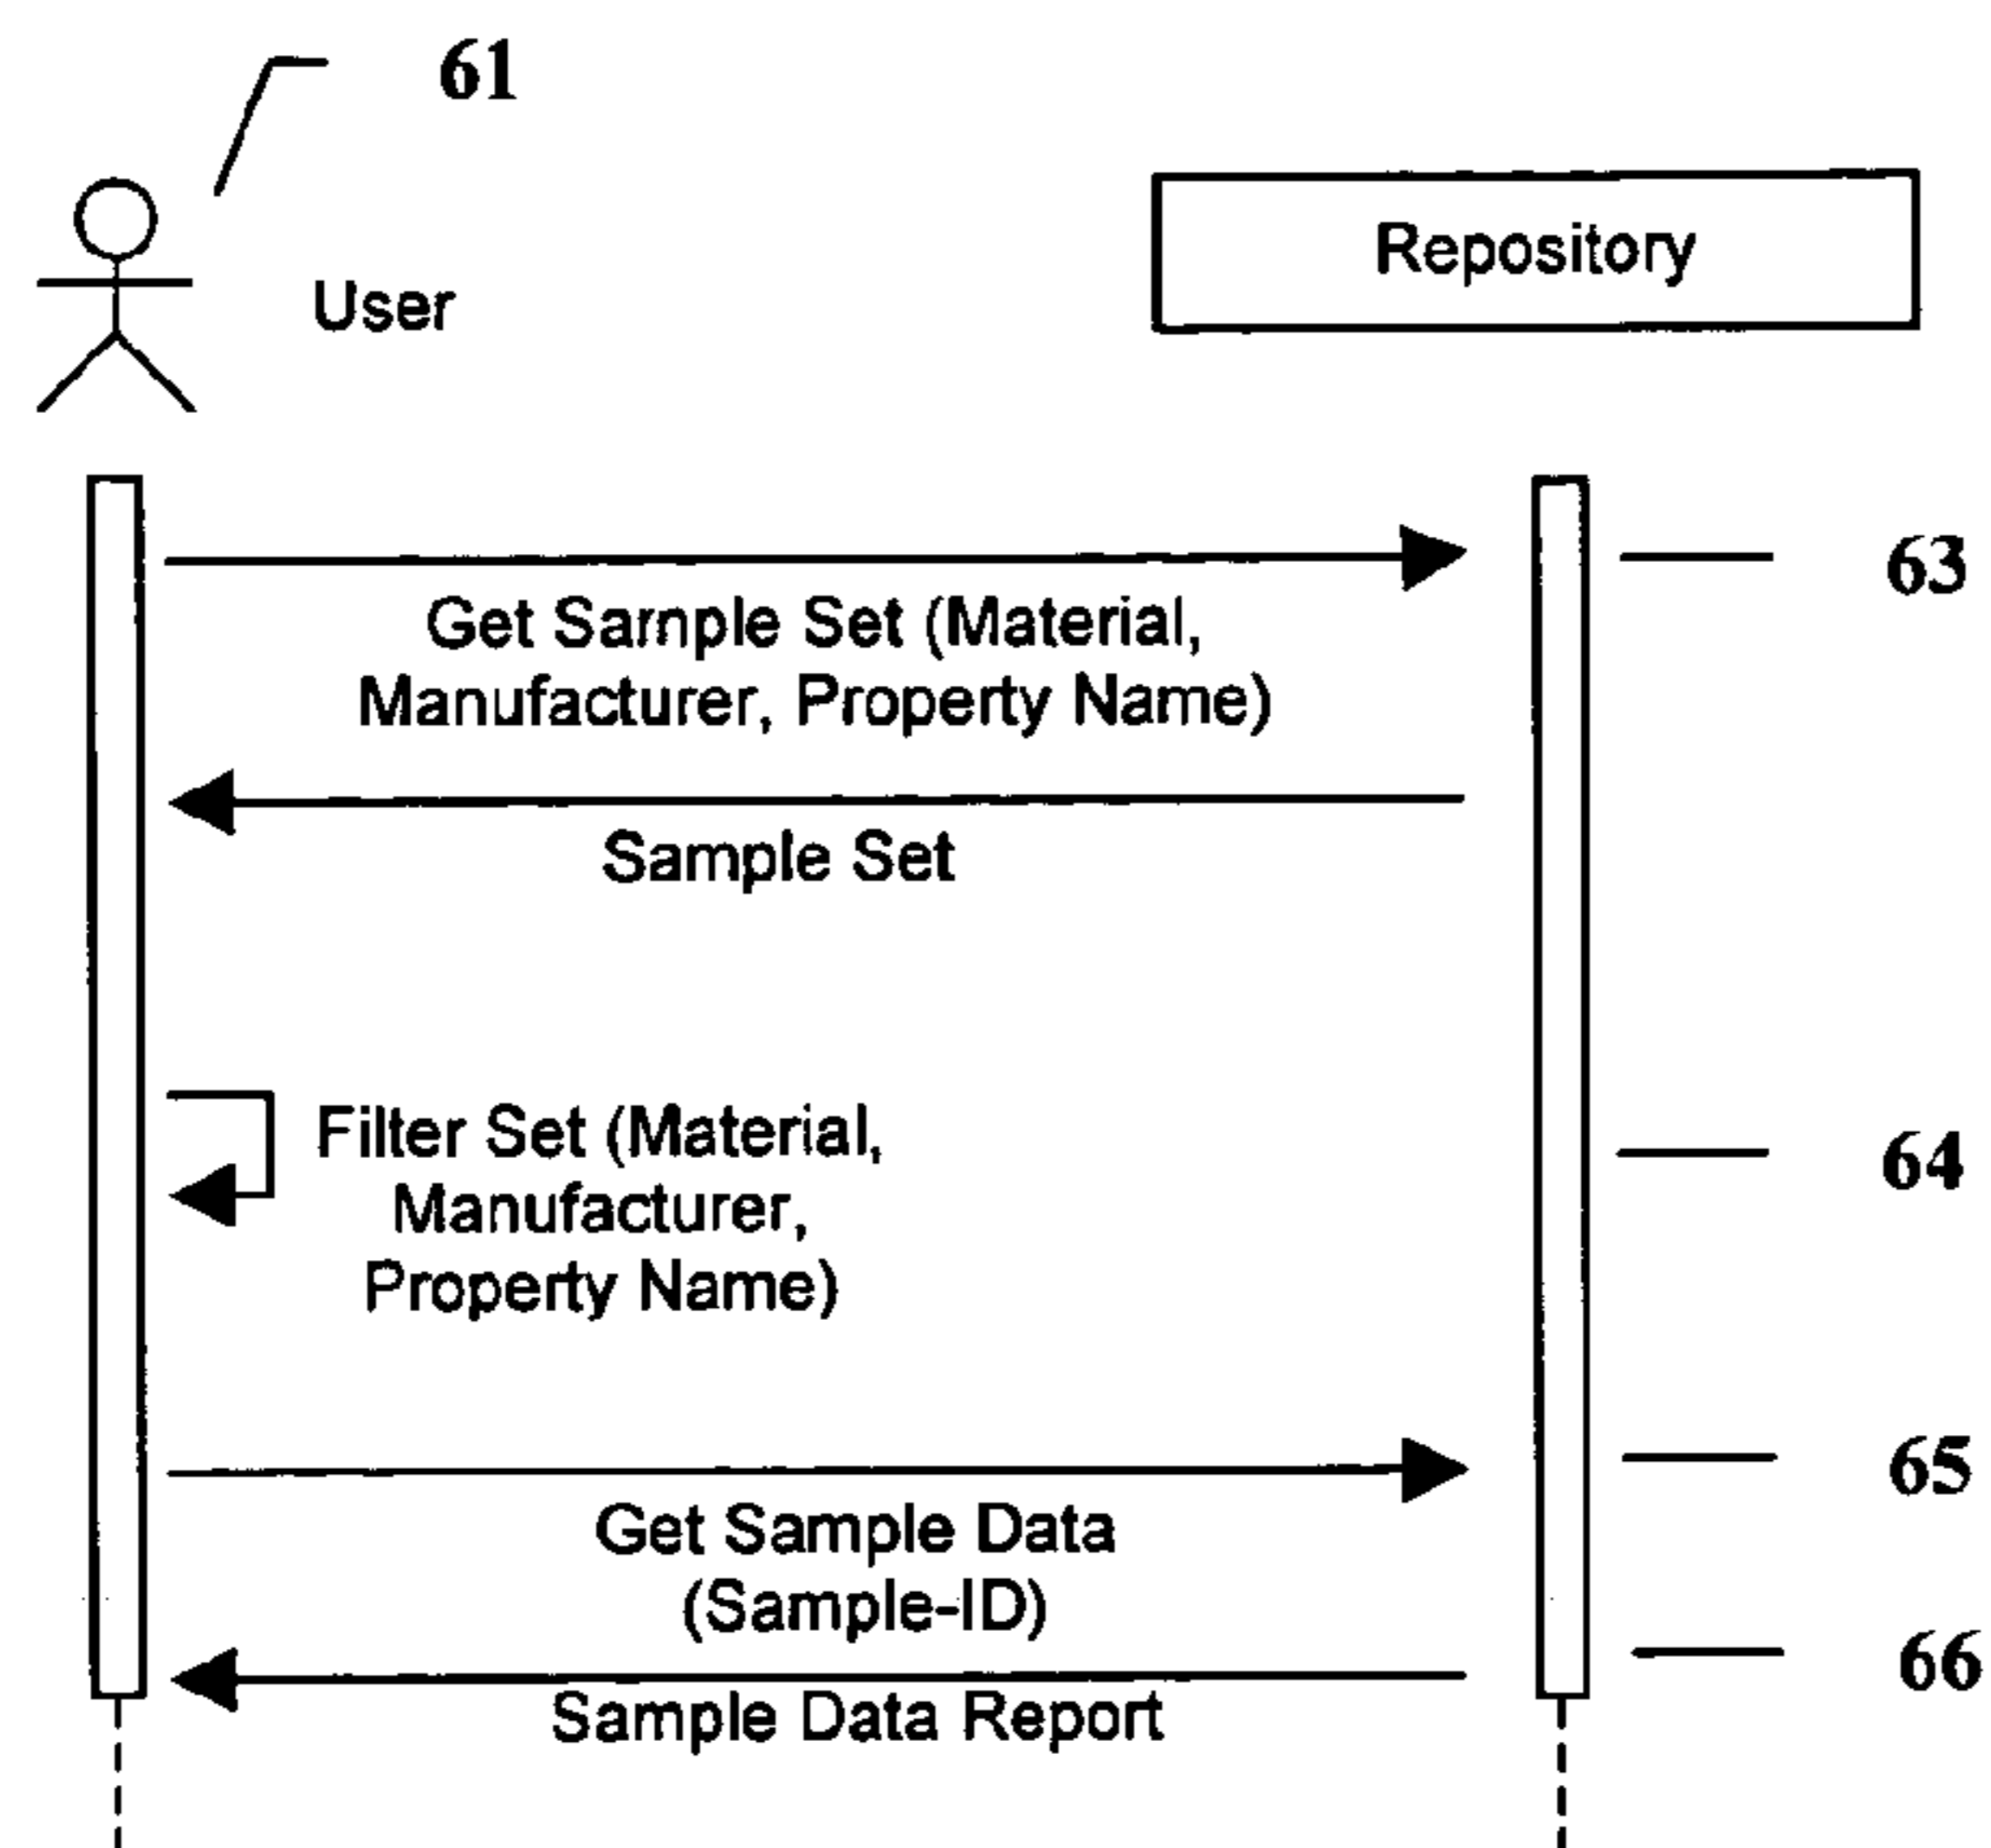 61
User
Repository
63
Get Sample Set (Material,
Manufacturer, Property Name)
Sample Set
Filter Set (Material,
Manufacturer,
Property Name)
64
65
Get Sample Data
(Sample-ID)
66
Sample Data Report